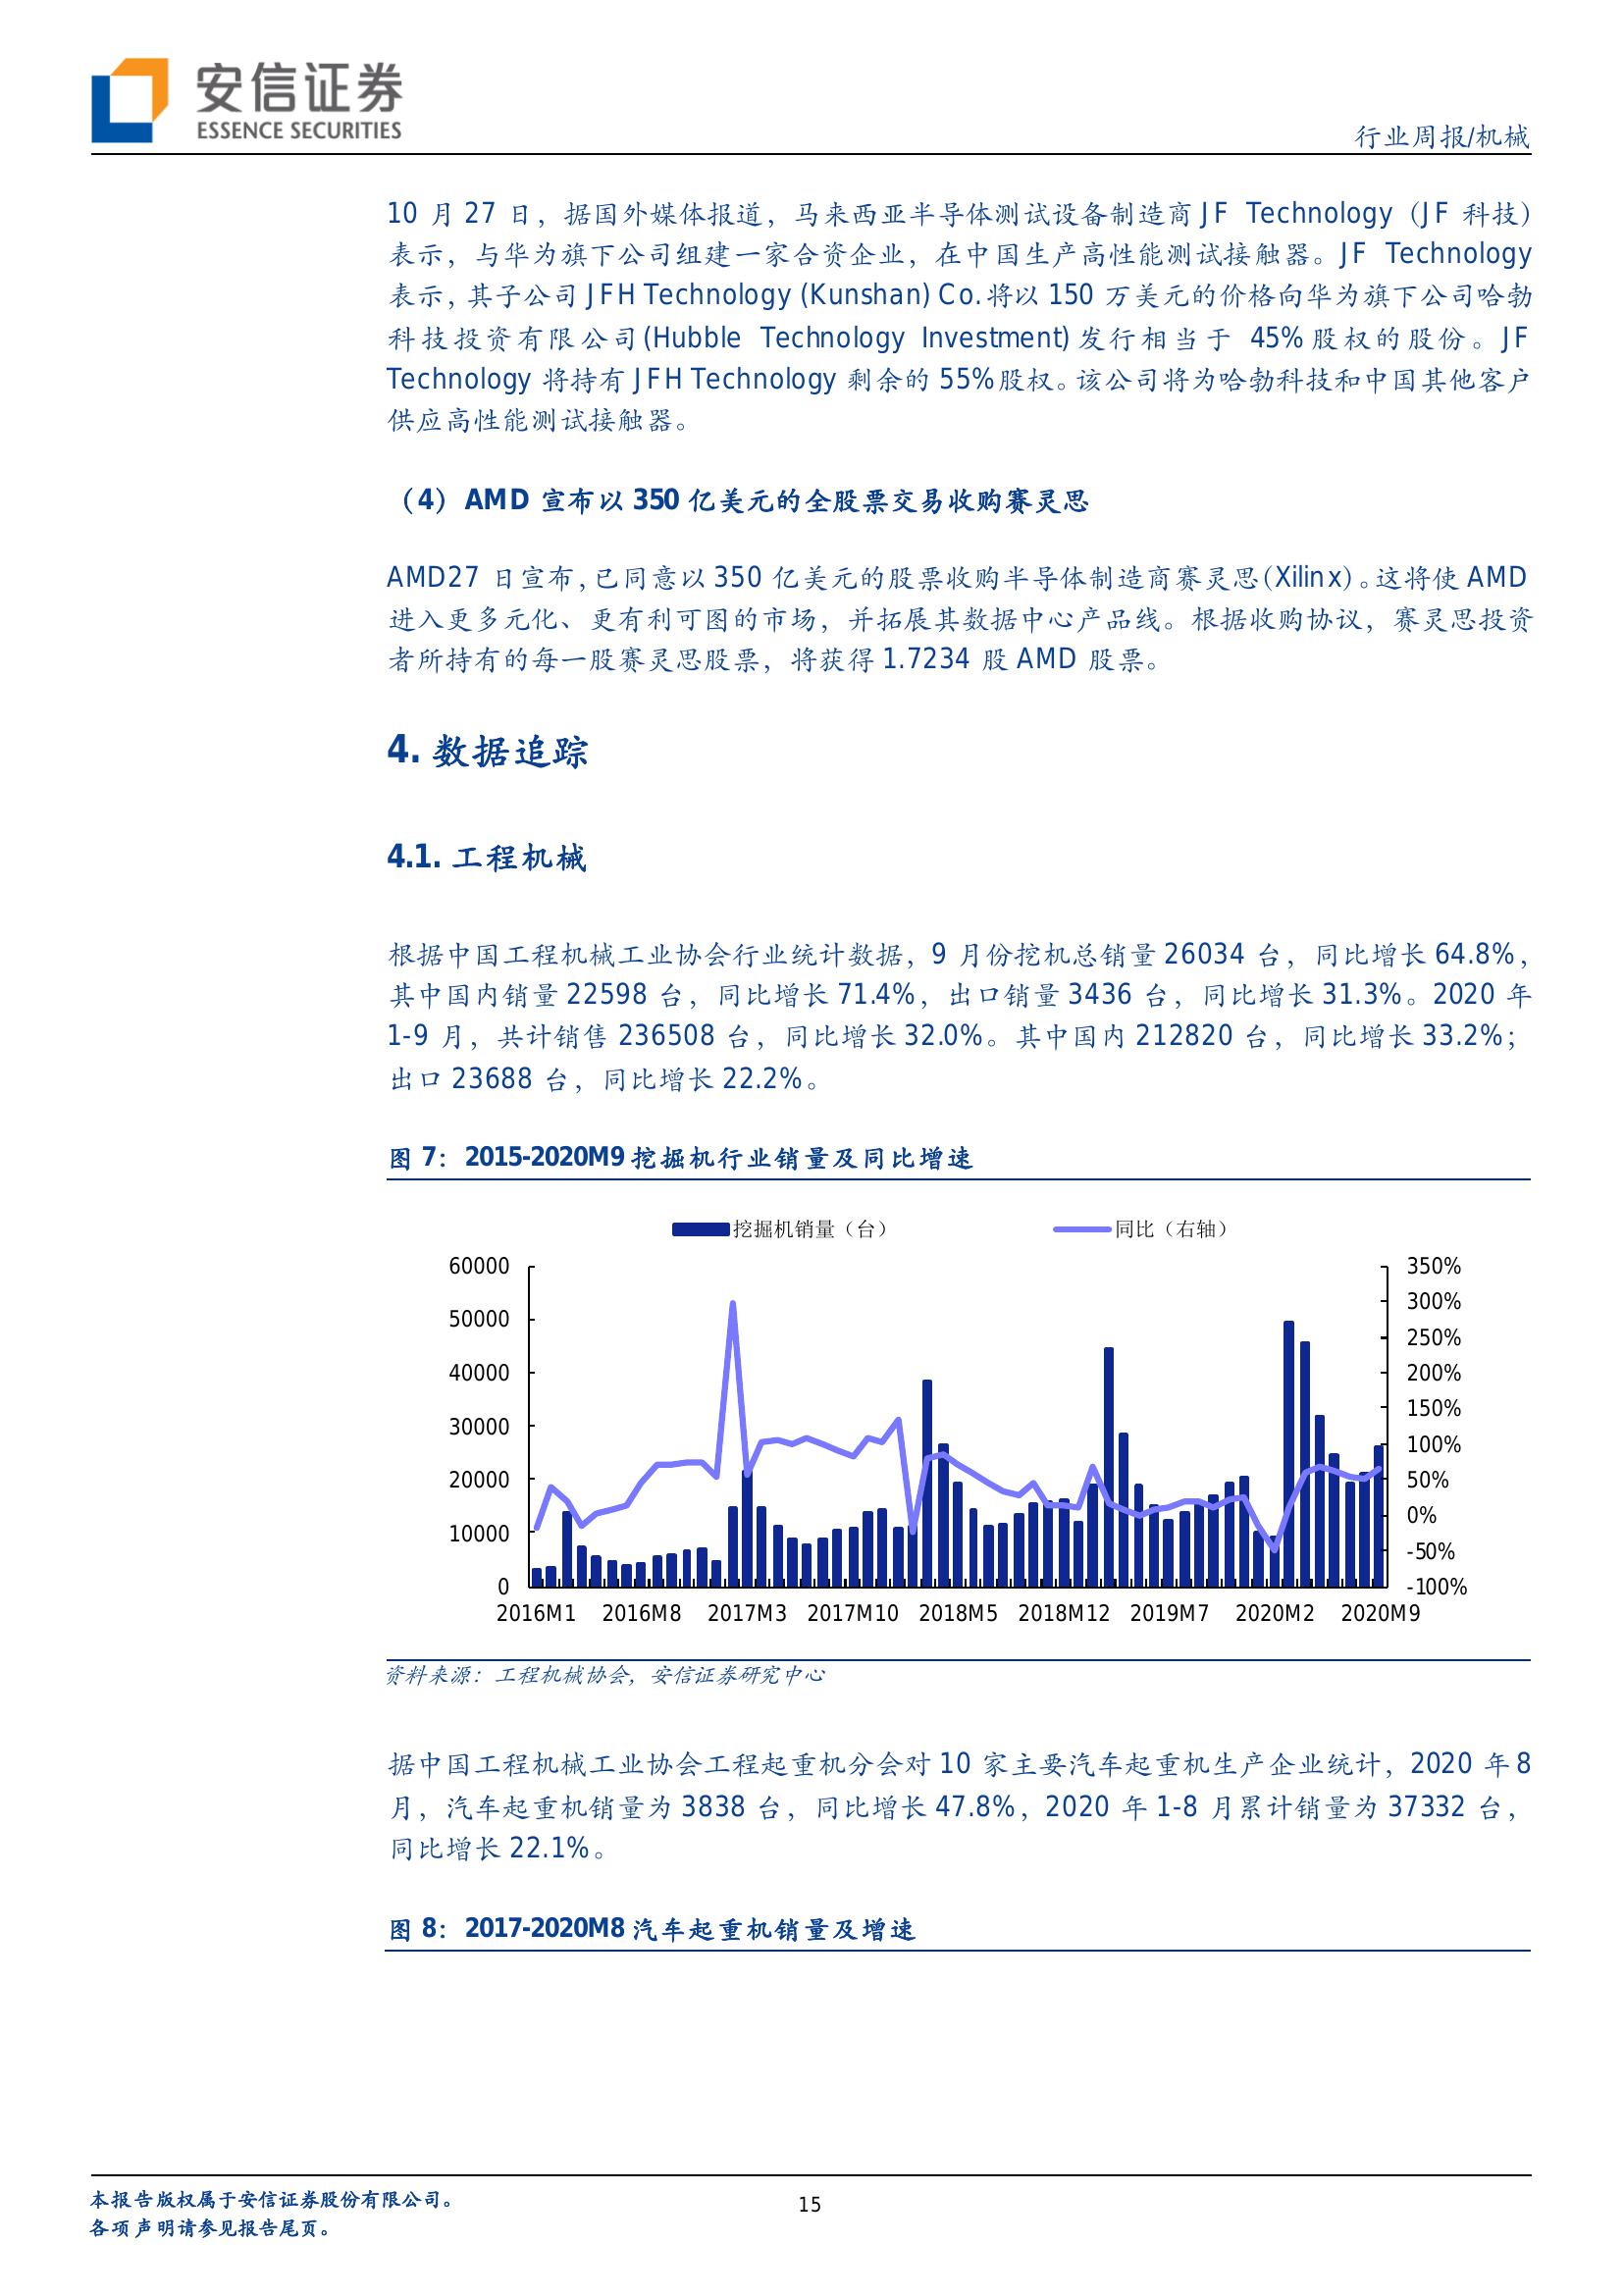 安信证券
ESSENCE SECURITIES
行业周报/机械
10 月 27 日，据国外媒体报道，马来西亚半导体测试设备制造商 JF Technology（JF 科技）
表示，与华为旗下公司组建一家合资企业，在中国生产高性能测试接触器。JF Technology
表示，其子公司 JFH Technology (Kunshan) Co.将以 150 万美元的价格向华为旗下公司哈勃
科技投资有限公司(Hubble Technology Investment)发行相当于 45%股权的股份。JF
Technology 将持有 JFH Technology 剩余的 55%股权。该公司将为哈勃科技和中国其他客户
供应高性能测试接触器。
（4）AMD 宣布以 350 亿美元的全股票交易收购赛灵思
AMD27 日宣布，已同意以 350 亿美元的股票收购半导体制造商赛灵思(Xilinx)。这将使 AMD
进入更多元化、更有利可图的市场，并拓展其数据中心产品线。根据收购协议，赛灵思投资
者所持有的每一股赛灵思股票，将获得 1.7234 股 AMD 股票。
4. 数据追踪
4.1. 工程机械
根据中国工程机械工业协会行业统计数据，9 月份挖机总销量 26034 台，同比增长 64.8%，
其中国内销量 22598 台，同比增长 71.4%，出口销量 3436 台，同比增长 31.3%。2020 年
1-9 月，共计销售 236508 台，同比增长 32.0%。其中国内 212820 台，同比增长 33.2%；
出口 23688 台，同比增长 22.2%。
图 7：2015-2020M9 挖掘机行业销量及同比增速
挖掘机销量（台） 同比（右轴）
60000 350%
300%
50000 250%
40000 200%
150%
30000 100%
20000 50%
0%
10000 -50%
0 -100%
2016M1 2016M8 2017M3 2017M10 2018M5 2018M12 2019M7 2020M2 2020M9
资料来源：工程机械协会，安信证券研究中心
据中国工程机械工业协会工程起重机分会对 10 家主要汽车起重机生产企业统计，2020 年 8
月，汽车起重机销量为 3838 台，同比增长 47.8%，2020 年 1-8 月累计销量为 37332 台，
同比增长 22.1%。
图 8：2017-2020M8 汽车起重机销量及增速
本报告版权属于安信证券股份有限公司。
各项声明请参见报告尾页。
15